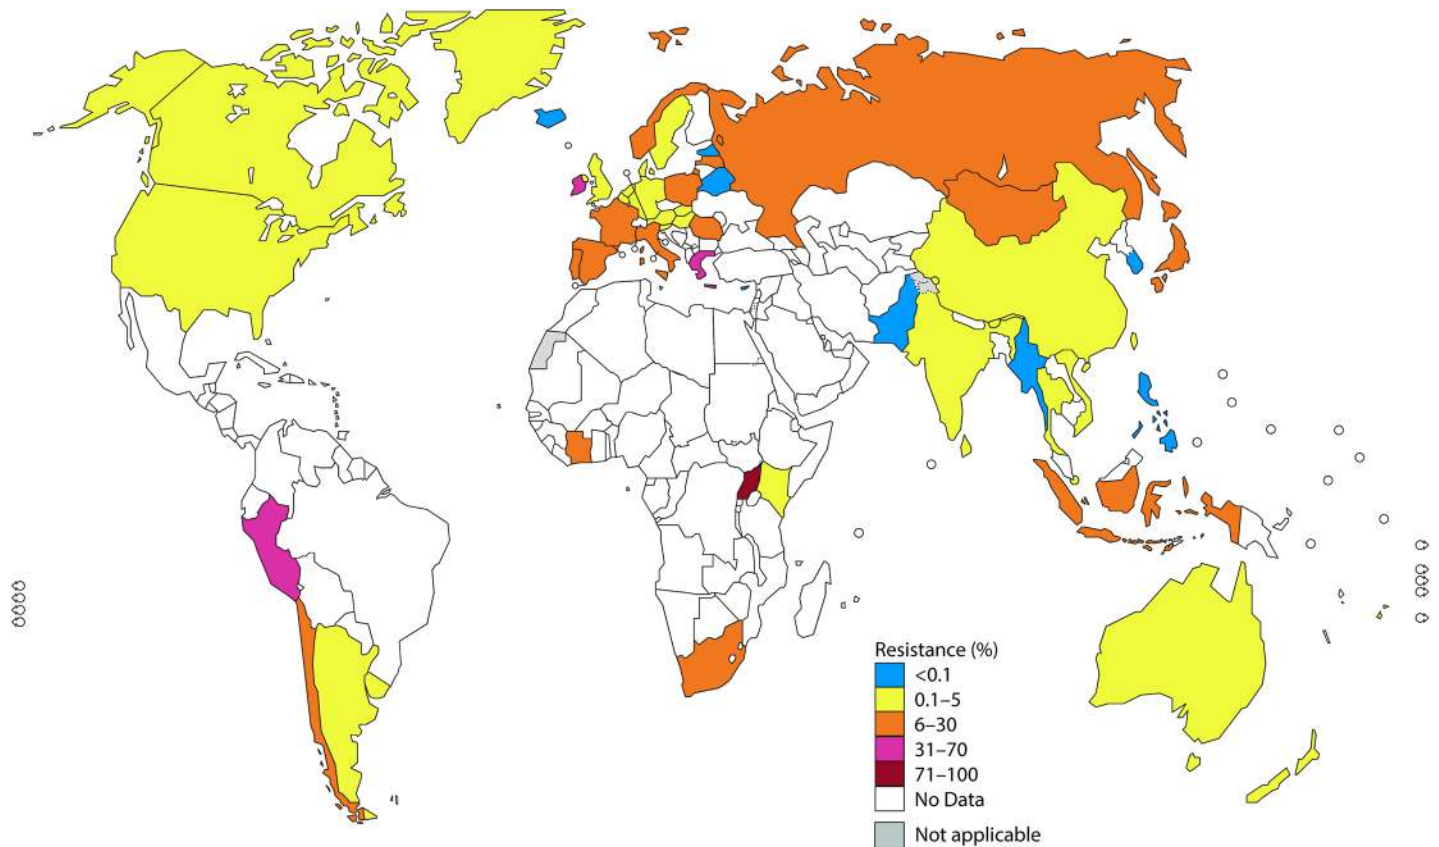 Resistance (%)
<0.1
0.1–5
6–30
31–70
71–100
No Data
Not applicable